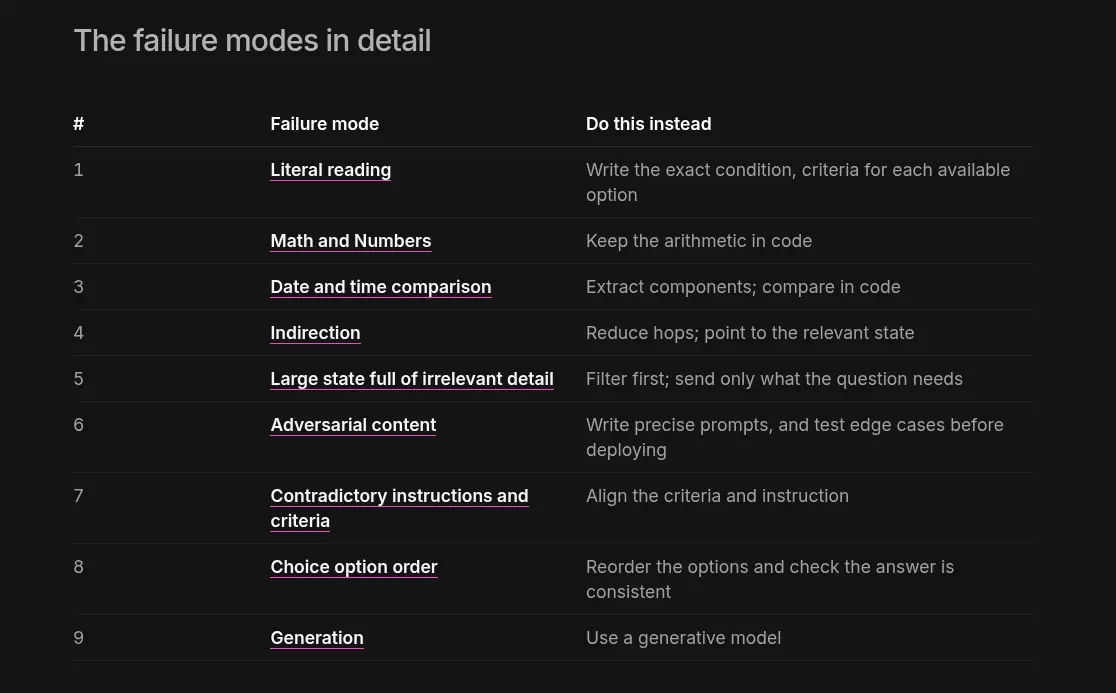 The failure modes in detail
# Failure mode Do this instead
1 Literal reading Write the exact condition, criteria for each available
option
2 Math and Numbers Keep the arithmetic in code
3 Date and time comparison Extract components; compare in code
4 Indirection Reduce hops; point to the relevant state
5 Large state full of irrelevant detail Filter first; send only what the question needs
6 Adversarial content Write precise prompts, and test edge cases before
deploying
7 Contradictory instructions and Align the criteria and instruction
criteria
8 Choice option order Reorder the options and check the answer is
consistent
9 Generation Use a generative model